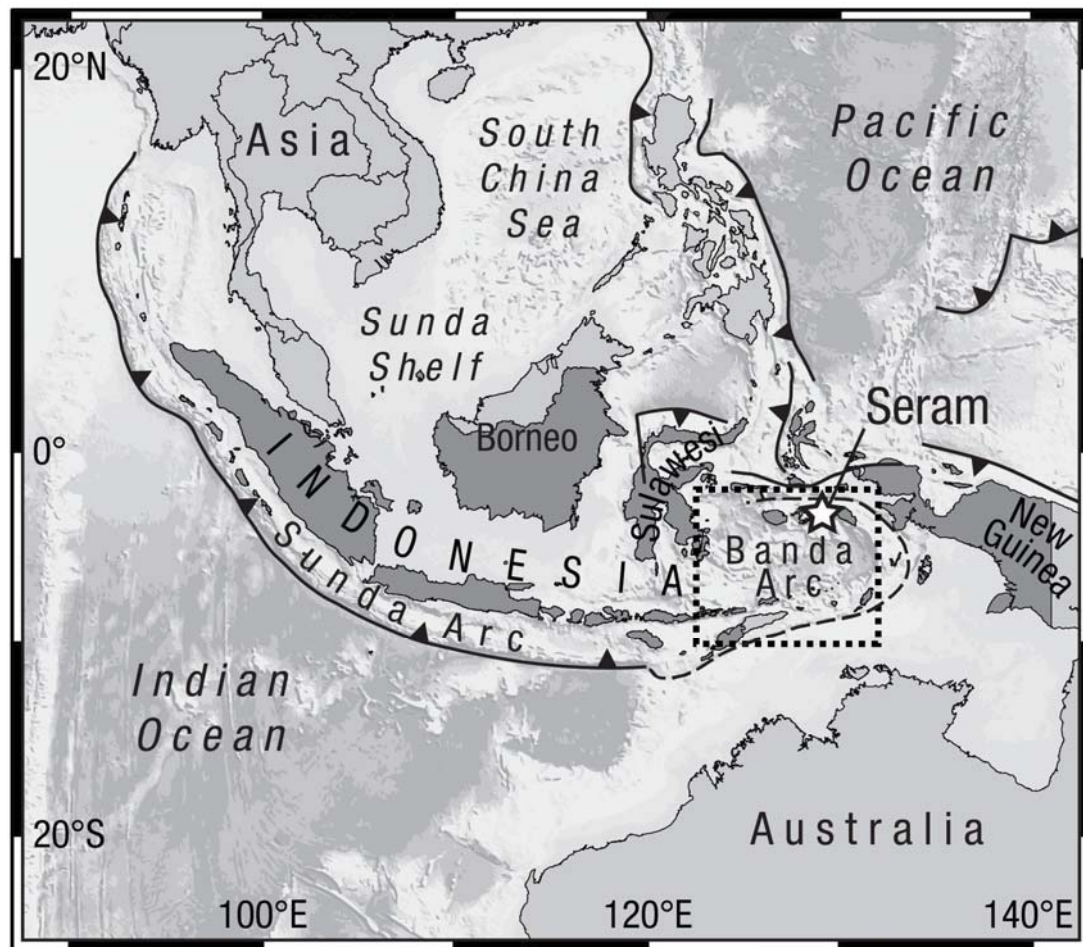 20°N
Asia
South
China
Sea
Pacific
Ocean
Sunda
Shelf
Seram
0°
Borneo
Sulawesi
New
Guinea
INDONESIA
Banda
Arc
Sunda Arc
Indian
Ocean
20°S
Australia
100°E
120°E
140°E